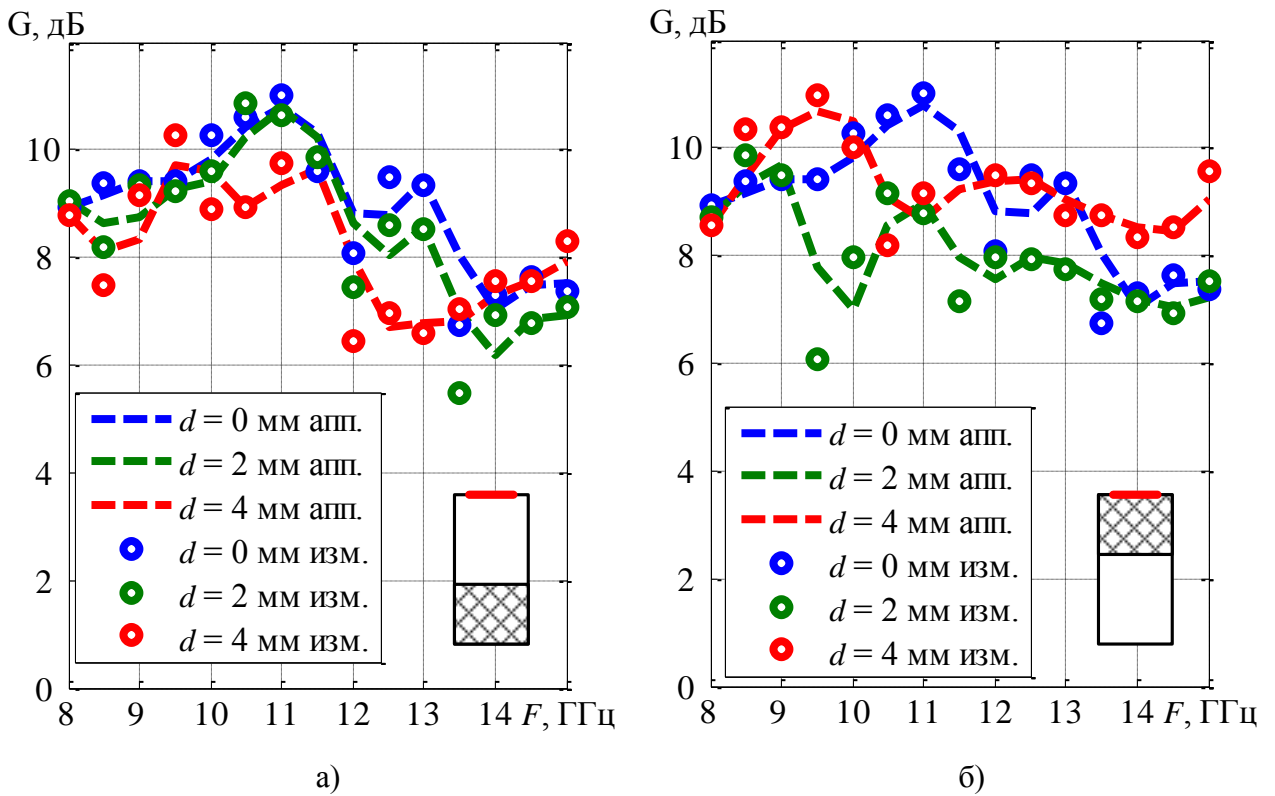 G, дБ
10
8
6
4
2
0
d = 0 мм апп.
d = 2 мм апп.
d = 4 мм апп.
d = 0 мм изм.
d = 2 мм изм.
d = 4 мм изм.
8 9 10 11 12 13 14 F, ГГц
а)
G, дБ
10
8
6
4
2
0
d = 0 мм апп.
d = 2 мм апп.
d = 4 мм апп.
d = 0 мм изм.
d = 2 мм изм.
d = 4 мм изм.
8 9 10 11 12 13 14 F, ГГц
б)